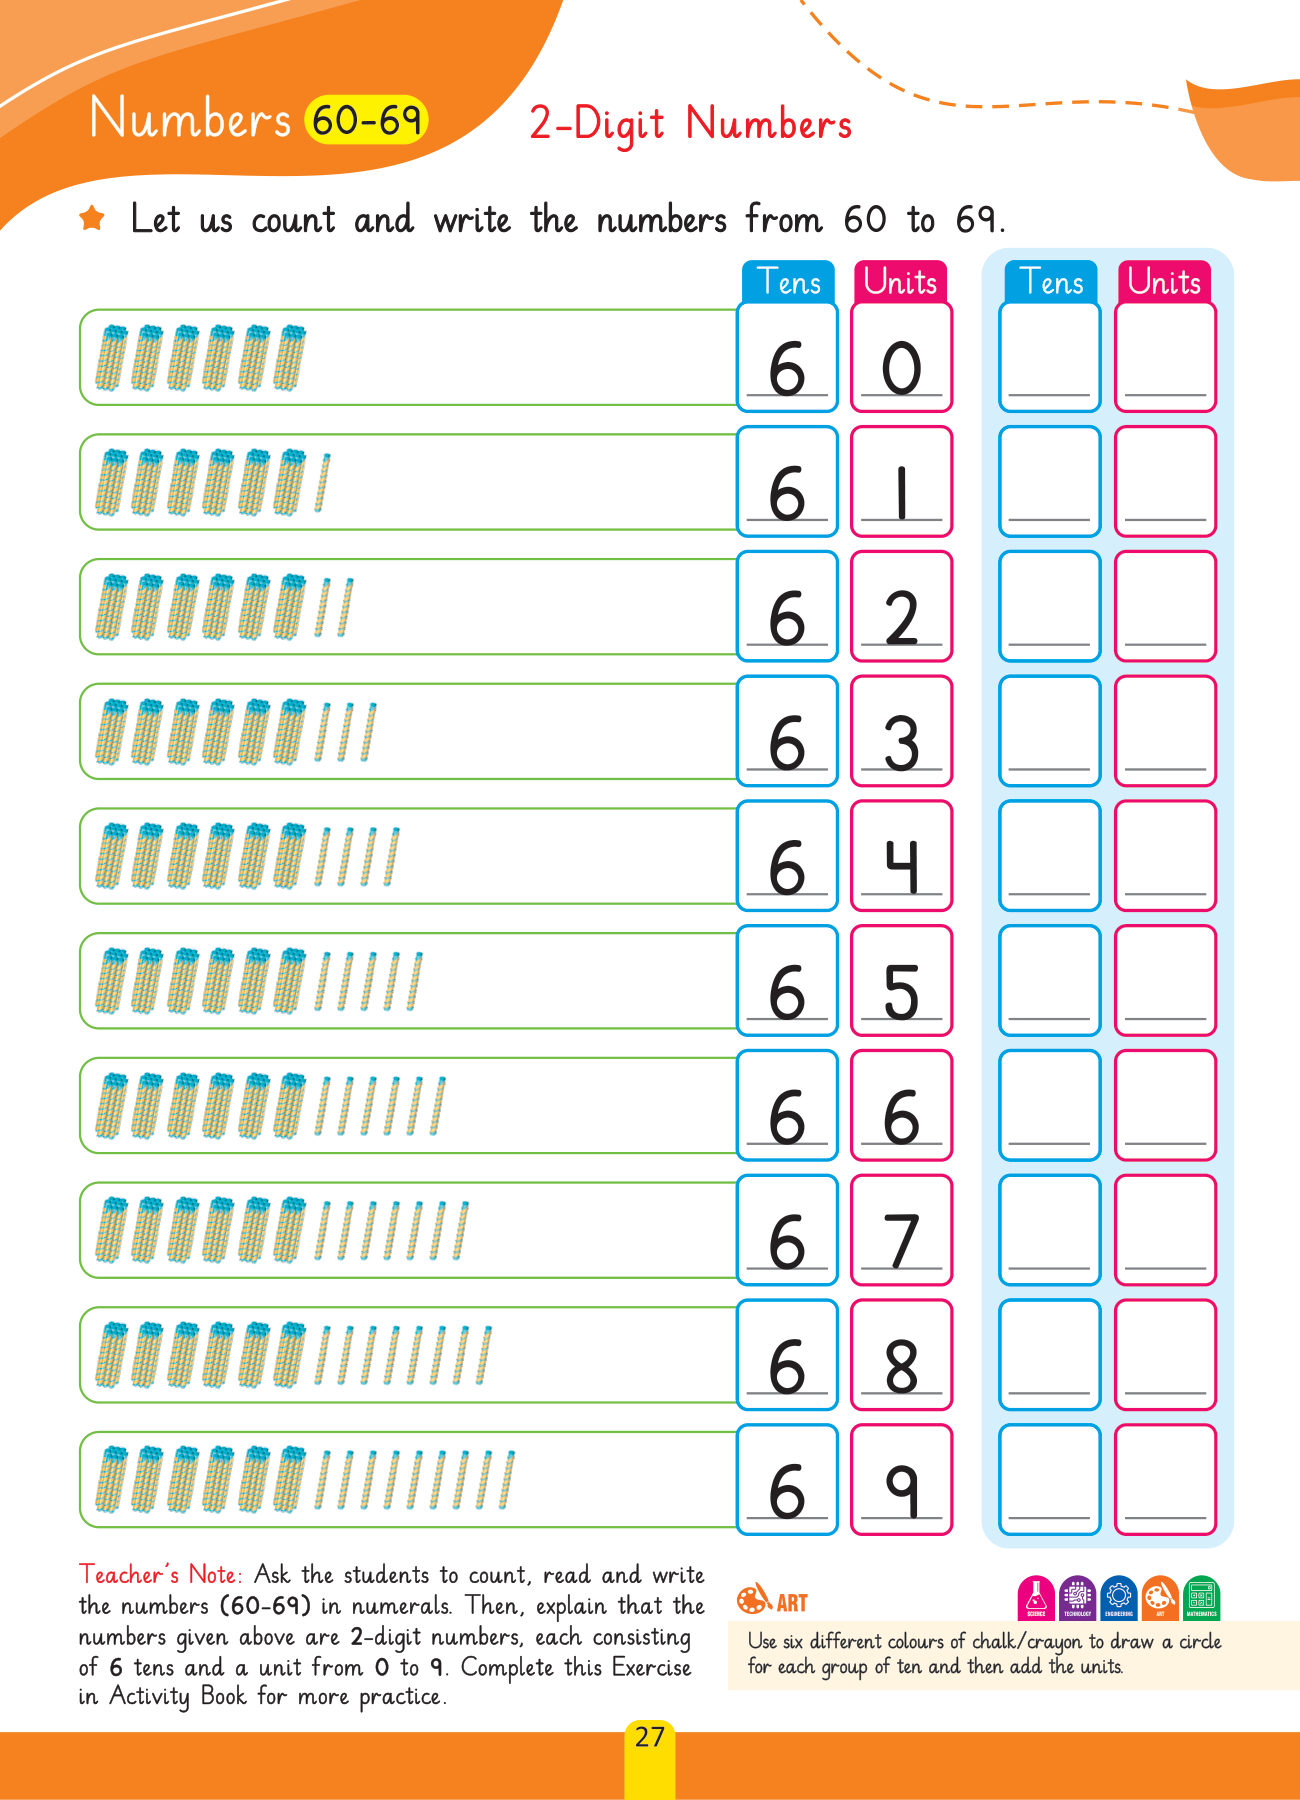 Numbers 60-69
2-Digit Numbers
Let us count and write the numbers from 60 to 69.
Tens Units Tens Units
6 0
6 1
6 2
6 3
6 4
6 5
6 6
6 7
6 8
6 9
Teacher's Note: Ask the students to count, read and write
the numbers (60-69) in numerals. Then, explain that the
numbers given above are 2-digit numbers, each consisting
of 6 tens and a unit from 0 to 9. Complete this Exercise
in Activity Book for more practice.
ART
SCIENCE TECHNOLOGY ENGINEERING ART MATHEMATICS
Use six different colours of chalk/crayon to draw a circle
for each group of ten and then add the units.
27